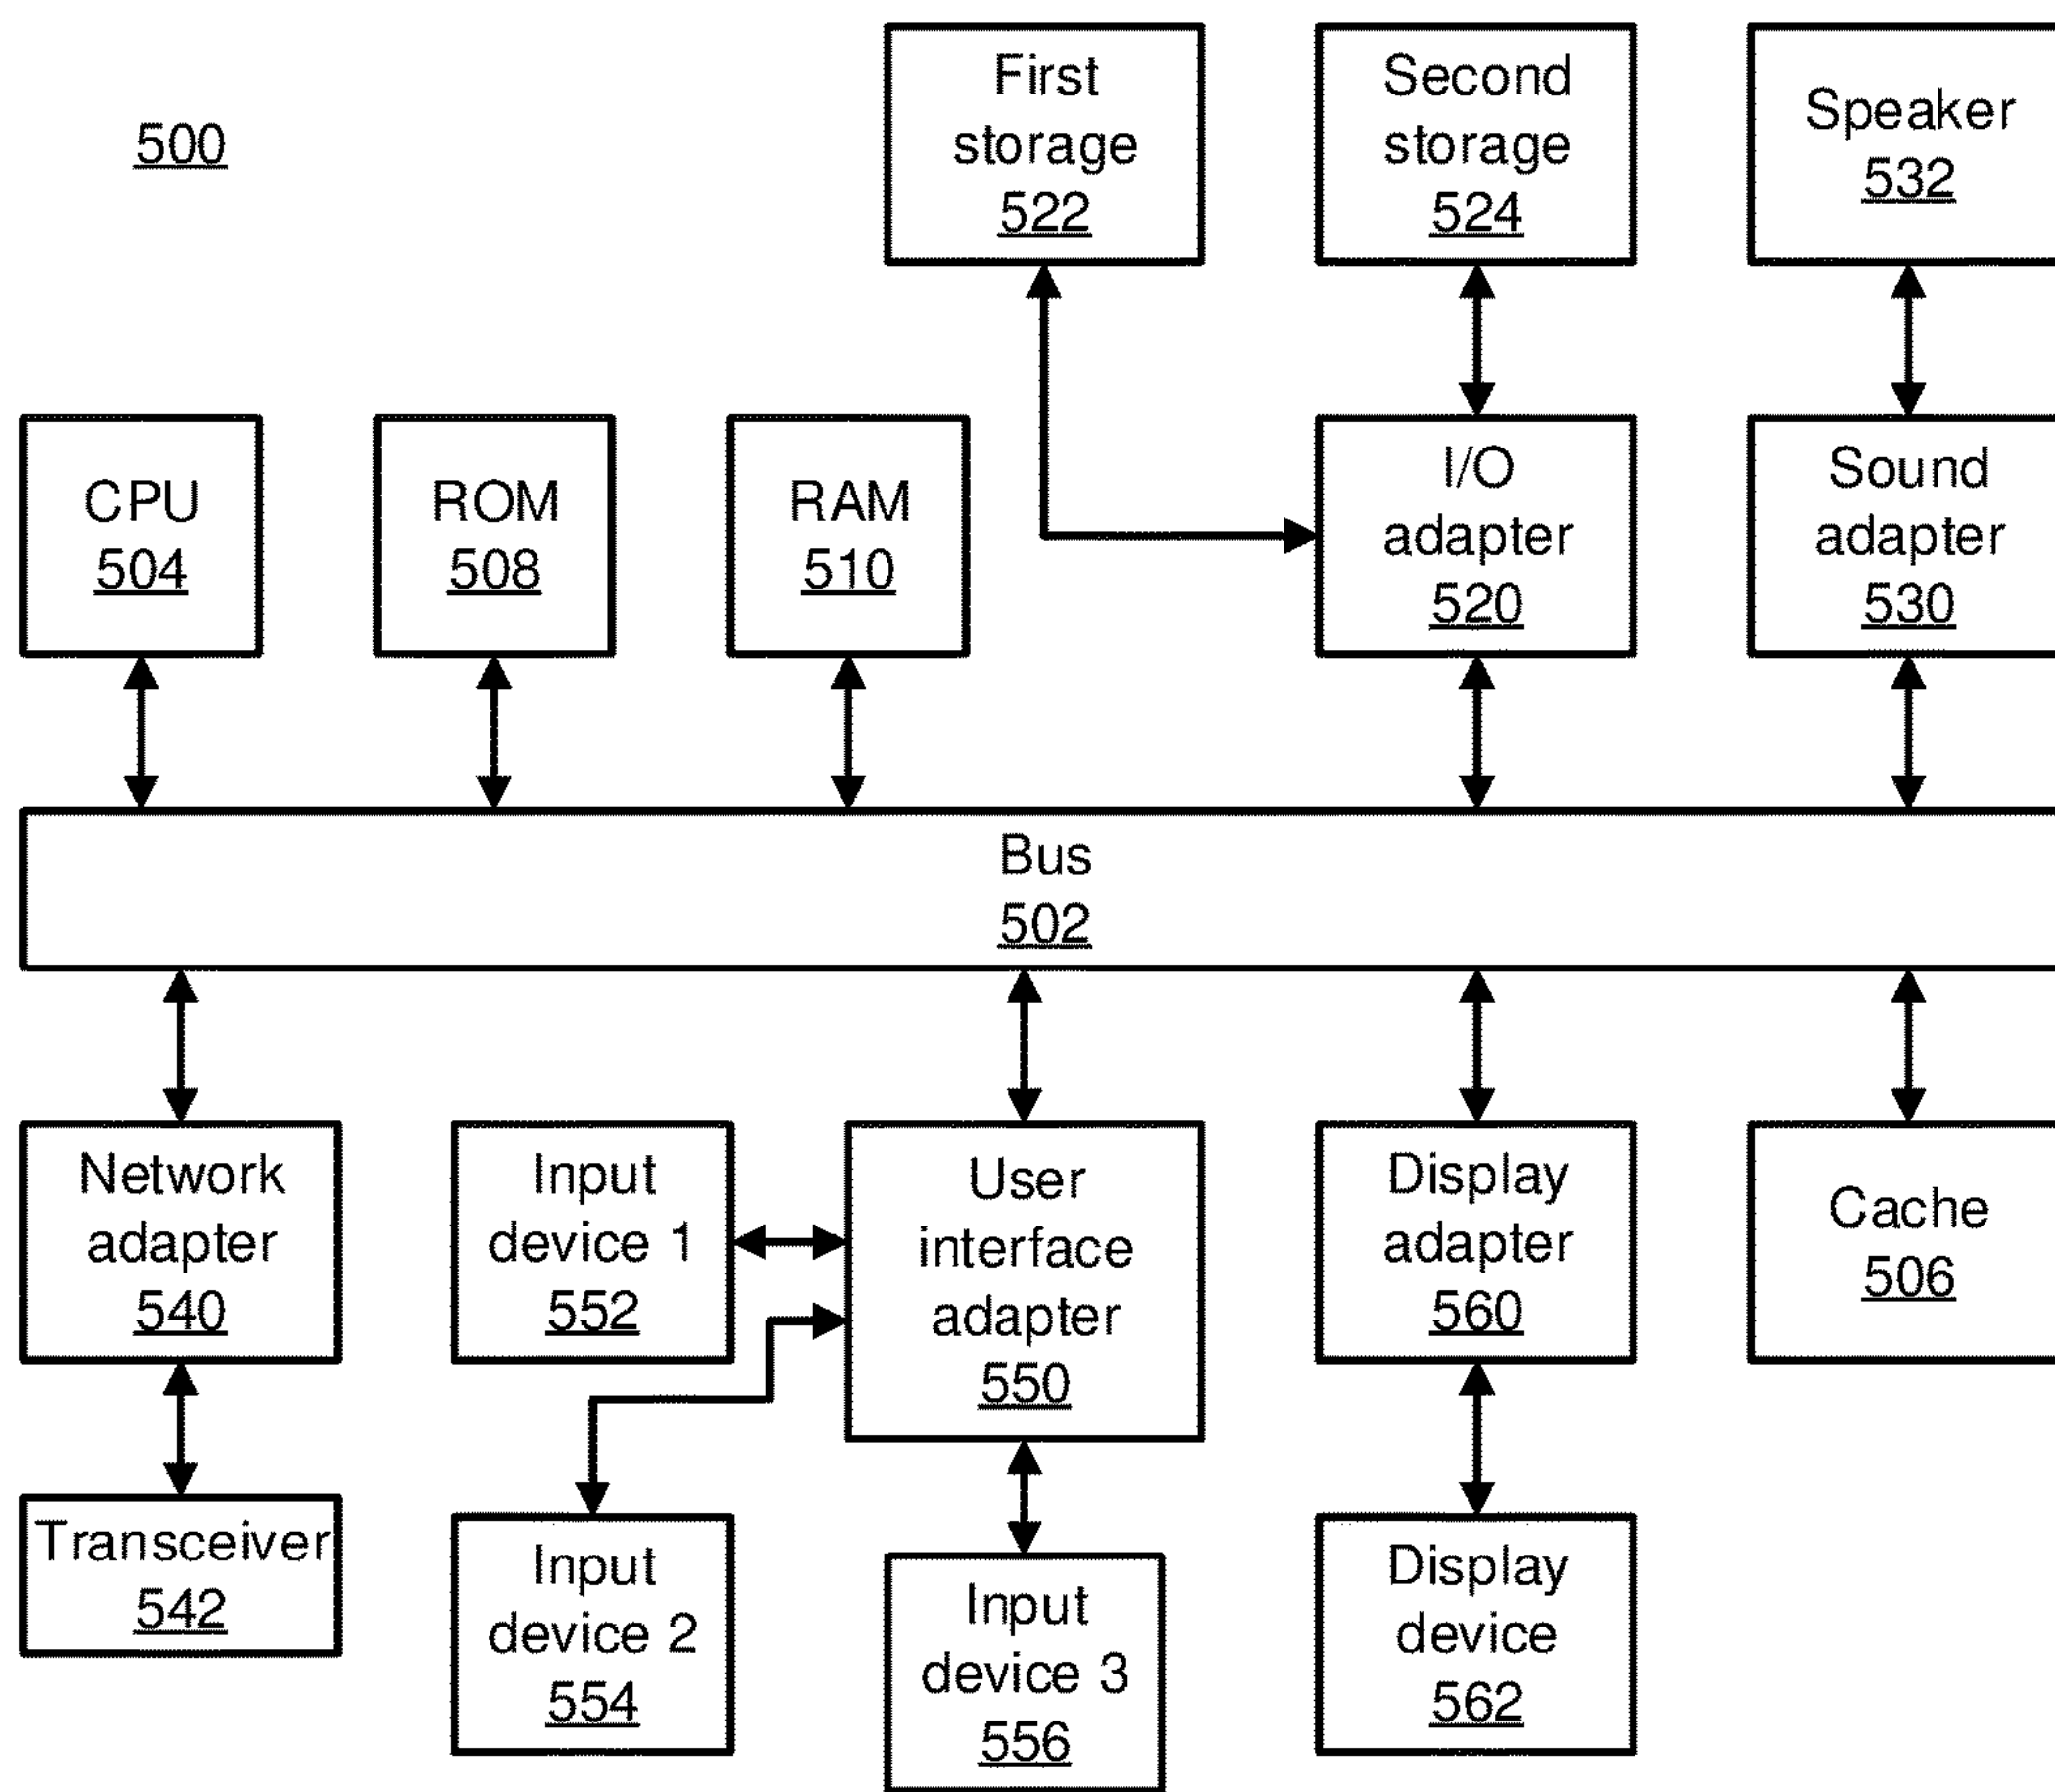 500
First
storage
522
Second
storage
524
Speaker
532
CPU
504
ROM
508
RAM
510
I/O
adapter
520
Sound
adapter
530
Bus
502
Network
adapter
540
Input
device 1
552
User
interface
adapter
550
Display
adapter
560
Cache
506
Transceiver
542
Input
device 2
554
Input
device 3
556
Display
device
562